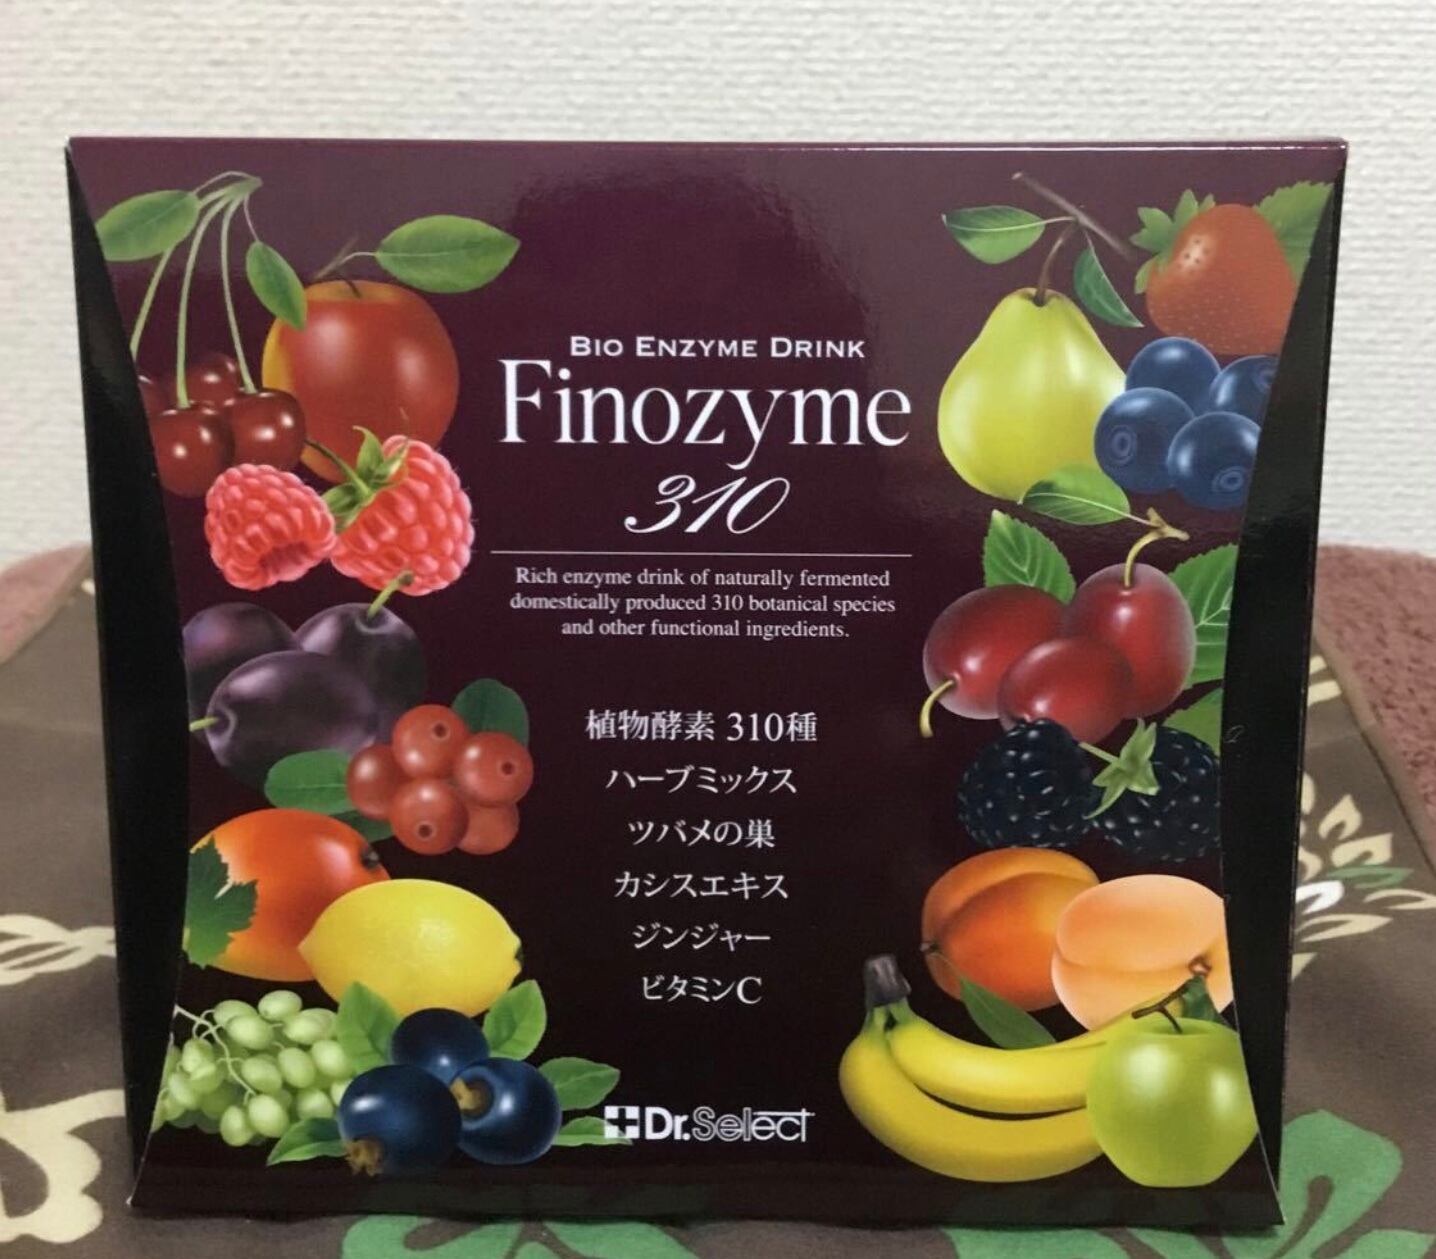 BIO ENZYME DRINK
Finozyme
310
Rich enzyme drink of naturally fermented
domestically produced 310 botanical species
and other functional ingredients.
植物酵素 310種
ハーブミックス
ツバメの巣
カシスエキス
ジンジャー
ビタミンC
Dr.Select